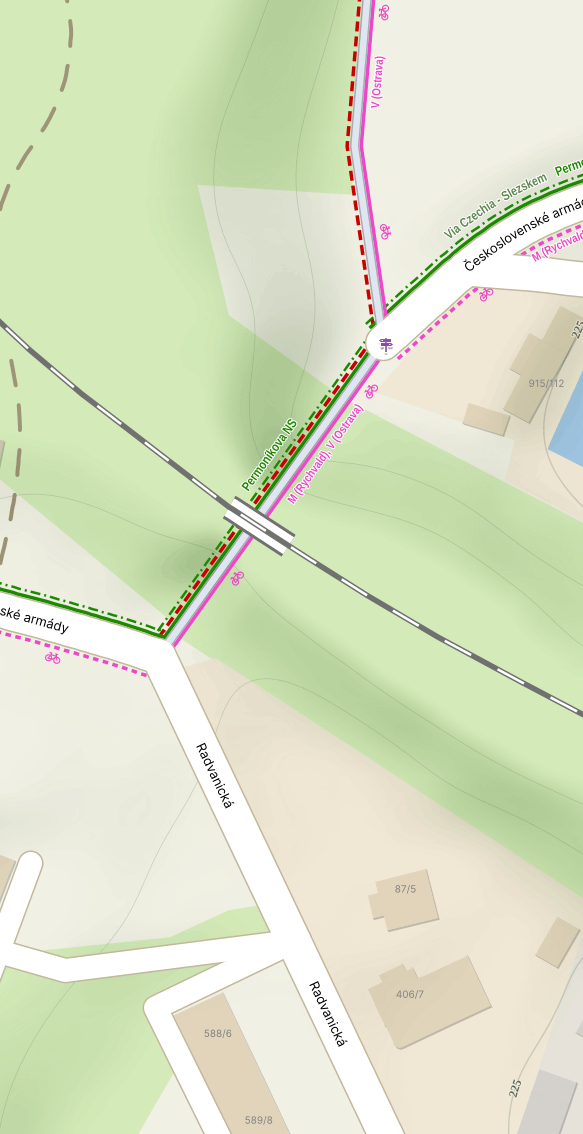 V (Ostrava)
Via Czechia - Slezskem
Permo
Československé armád
M (Rychvald)
225
915/112
Permoníkova NS
M (Rychvald), V (Ostrava)
ské armády
Radvanická
87/5
406/7
Radvanická
588/6
225
589/8